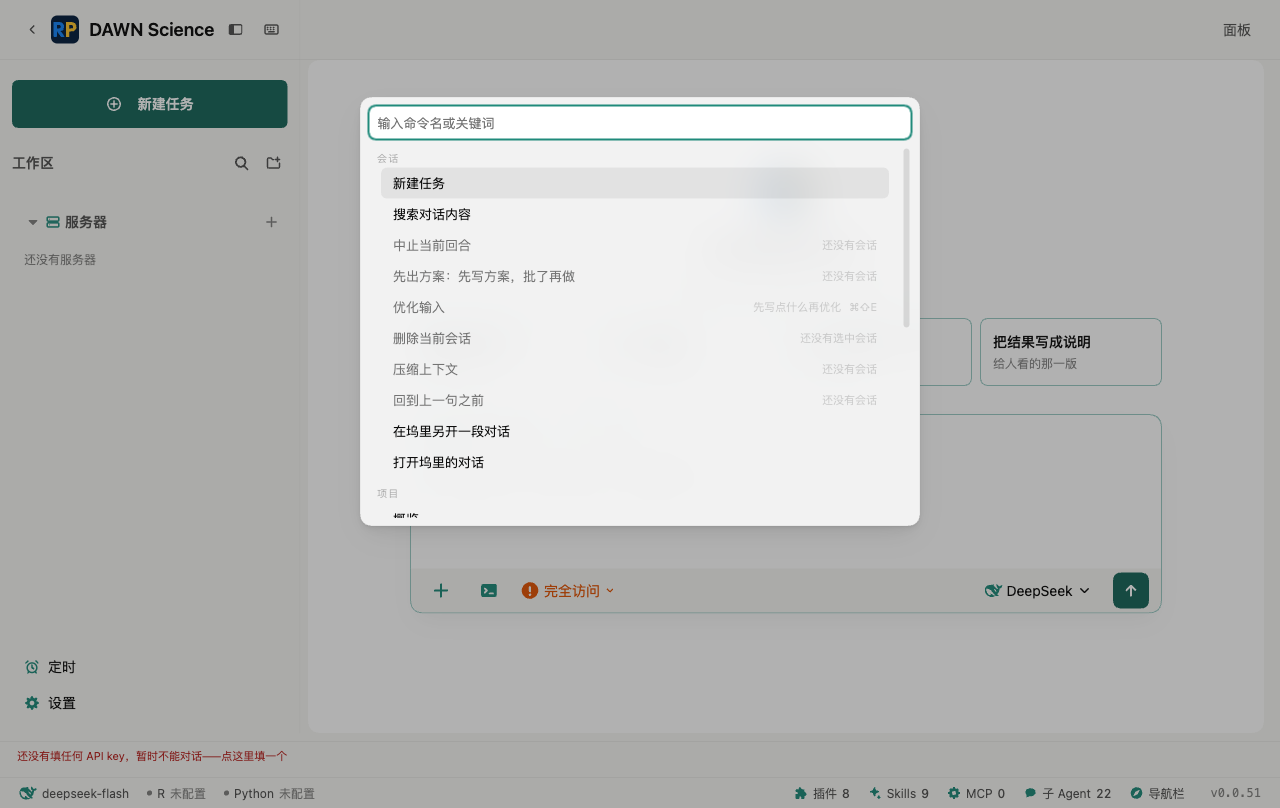 DAWN Science
面板
新建任务
工作区
服务器
还没有服务器
输入命令名或关键词
会话
新建任务
搜索对话内容
中止当前回合 还没有会话
先出方案：先写方案，批了再做 还没有会话
优化输入 先写点什么再优化 ⌘⇧E
删除当前会话 还没有选中会话
压缩上下文 还没有会话
回到上一句之前 还没有会话
在坞里另开一段对话
打开坞里的对话
项目
概览
把结果写成说明
给人看的那一版
完全访问
DeepSeek
定时
设置
还没有填任何 API key，暂时不能对话——点这里填一个
deepseek-flash R 未配置 Python 未配置 插件 8 Skills 9 MCP 0 子 Agent 22 导航栏 v0.0.51